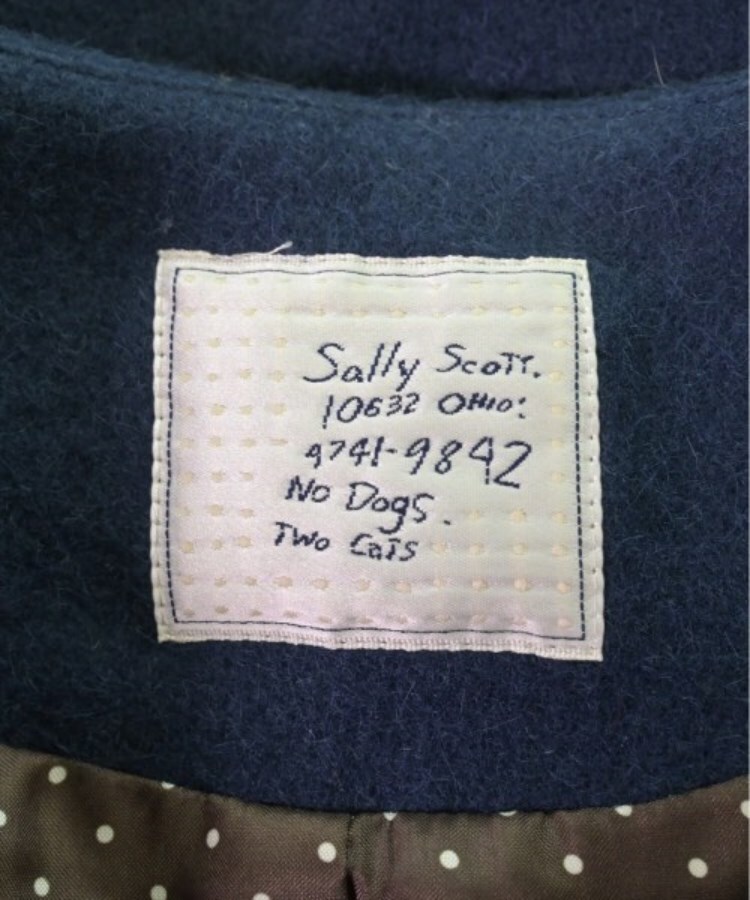 Sally Scott.
10632 Ohio:
4741-9842
No Dogs.
Two Cats